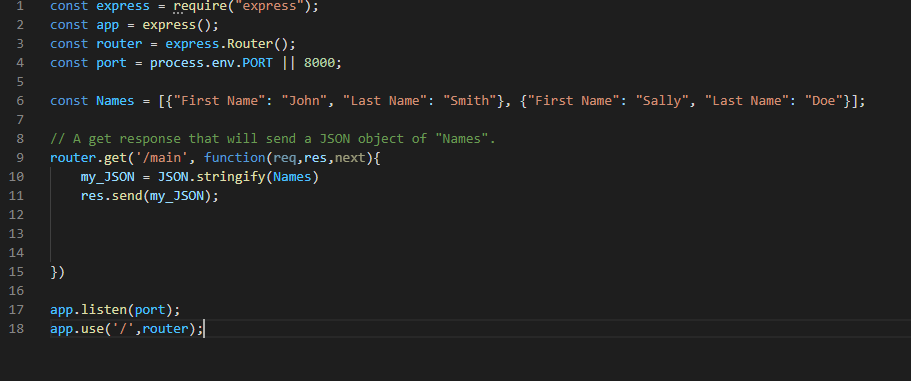 1 const express = require("express");
2 const app = express();
3 const router = express.Router();
4 const port = process.env.PORT || 8000;
5
6 const Names = [{"First Name": "John", "Last Name": "Smith"}, {"First Name": "Sally", "Last Name": "Doe"}];
7
8 // A get response that will send a JSON object of "Names".
9 router.get('/main', function(req,res,next){
10 my_JSON = JSON.stringify(Names)
11 res.send(my_JSON);
12
13
14
15 })
16
17 app.listen(port);
18 app.use('/',router);